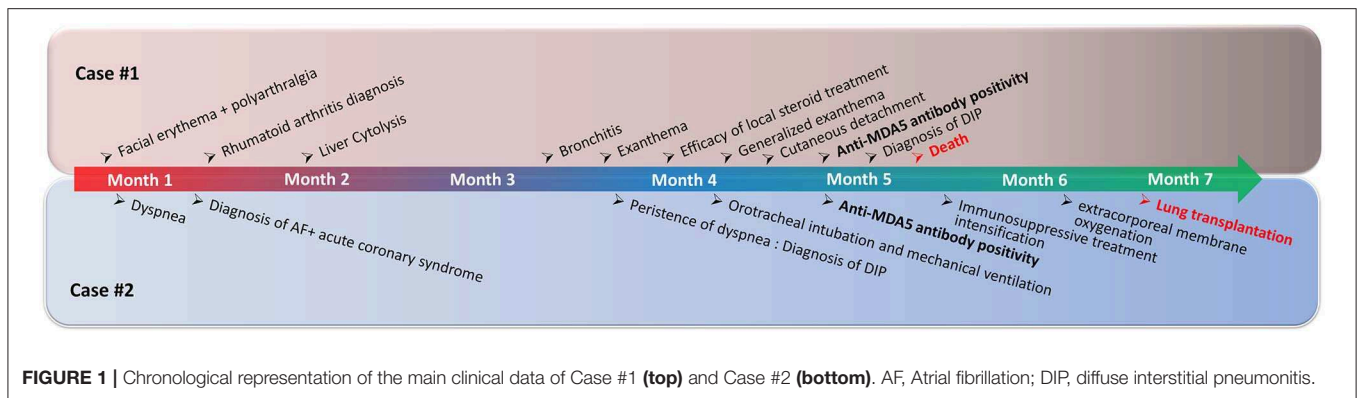 Case #1
Facial erythema + polyarthralgia
Rhumatoid arthritis diagnosis
Liver Cytolysis
Bronchitis
Exanthema
Efficacy of local steroid treatment
Generalized exanthema
Cutaneous detachment
Anti-MDA5 antibody positivity
Diagnosis of DIP
Death
Month 1 Month 2 Month 3 Month 4 Month 5 Month 6 Month 7
Dyspnea
Diagnosis of AF+ acute coronary syndrome
Peristence of dyspnea : Diagnosis of DIP
Orotracheal intubation and mechanical ventilation
Anti-MDA5 antibody positivity
Immunosuppressive treatment
intensification
extracorporeal membrane
oxygenation
Lung transplantation
Case #2
FIGURE 1 | Chronological representation of the main clinical data of Case #1 (top) and Case #2 (bottom). AF, Atrial fibrillation; DIP, diffuse interstitial pneumonitis.